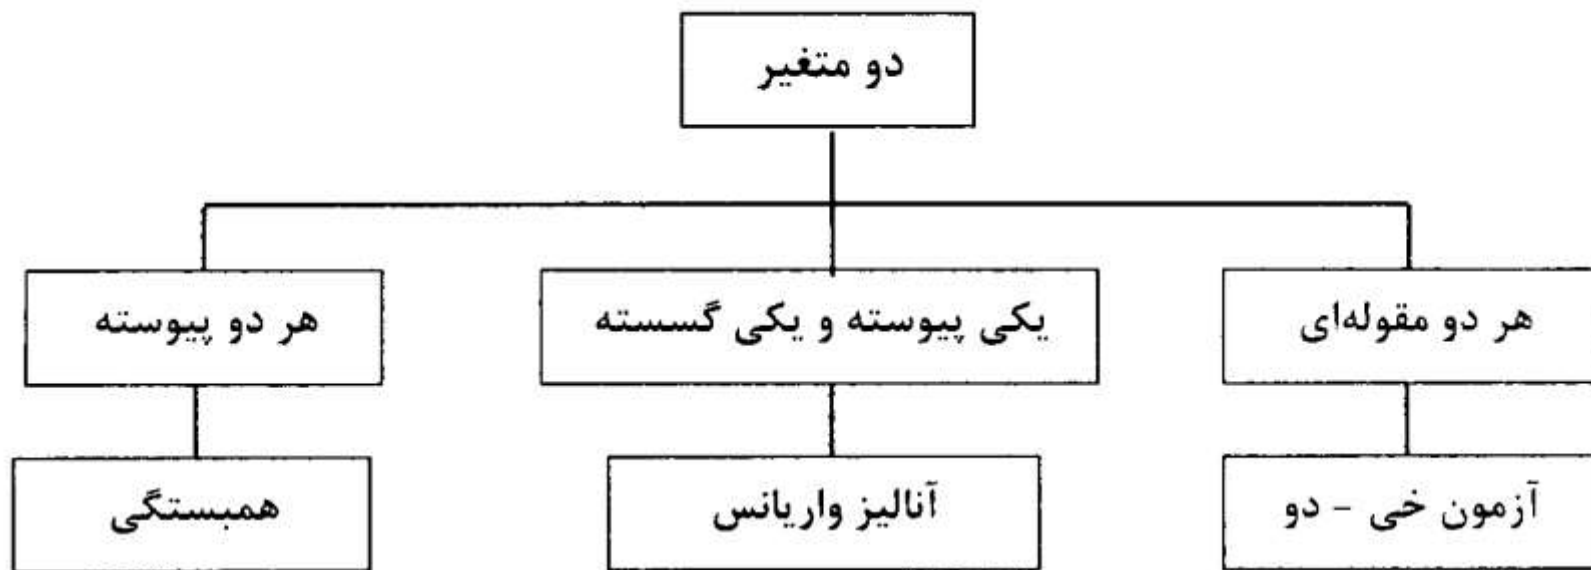 دو متغیر
هر دو مقوله‌ای
یکی پیوسته و یکی گسسته
هر دو پیوسته
آزمون خی - دو
آنالیز واریانس
همبستگی